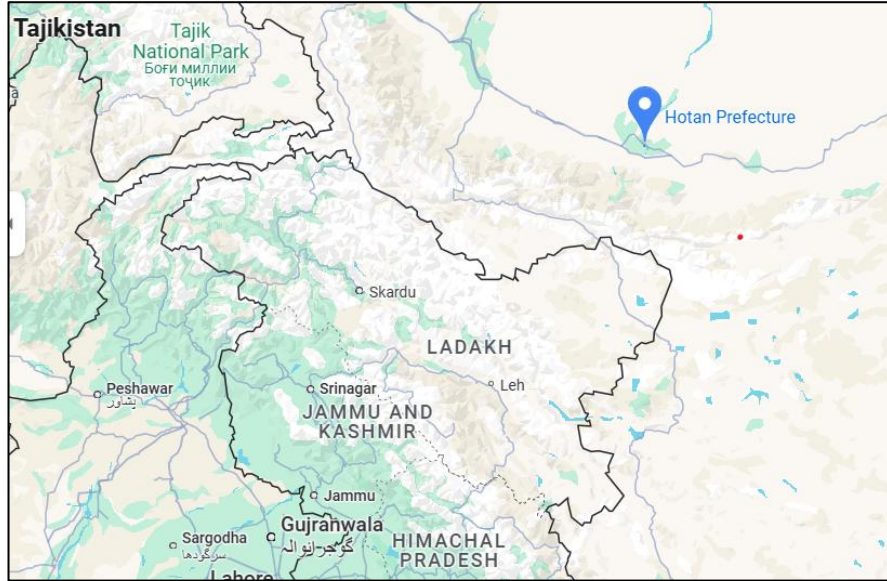 Tajikistan
Tajik
National Park
Боғи миллии
тоҷик
Hotan Prefecture
Skardu
LADAKH
Leh
Peshawar
پشاور
Srinagar
JAMMU AND
KASHMIR
Jammu
Gujranwala
گوجرانوالہ
Sargodha
سرگودھا
HIMACHAL
PRADESH
Lahore